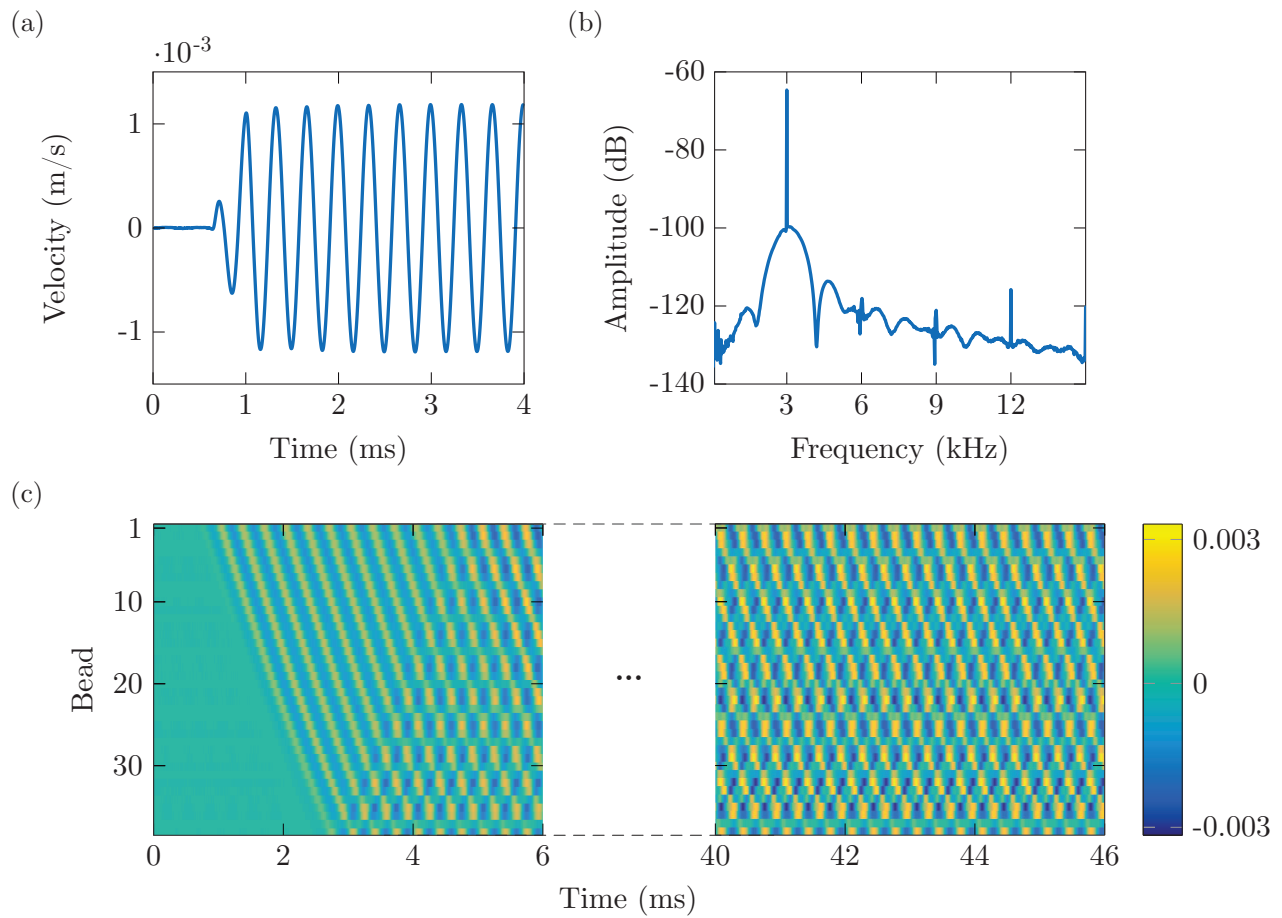 (a)
·10⁻³
Velocity (m/s)
1
0
-1
0 1 2 3 4
Time (ms)
(b)
Amplitude (dB)
-60
-80
-100
-120
-140
3 6 9 12
Frequency (kHz)
(c)
Bead
1
10
20
30
...
0 2 4 6 40 42 44 46
Time (ms)
0.003
0
-0.003